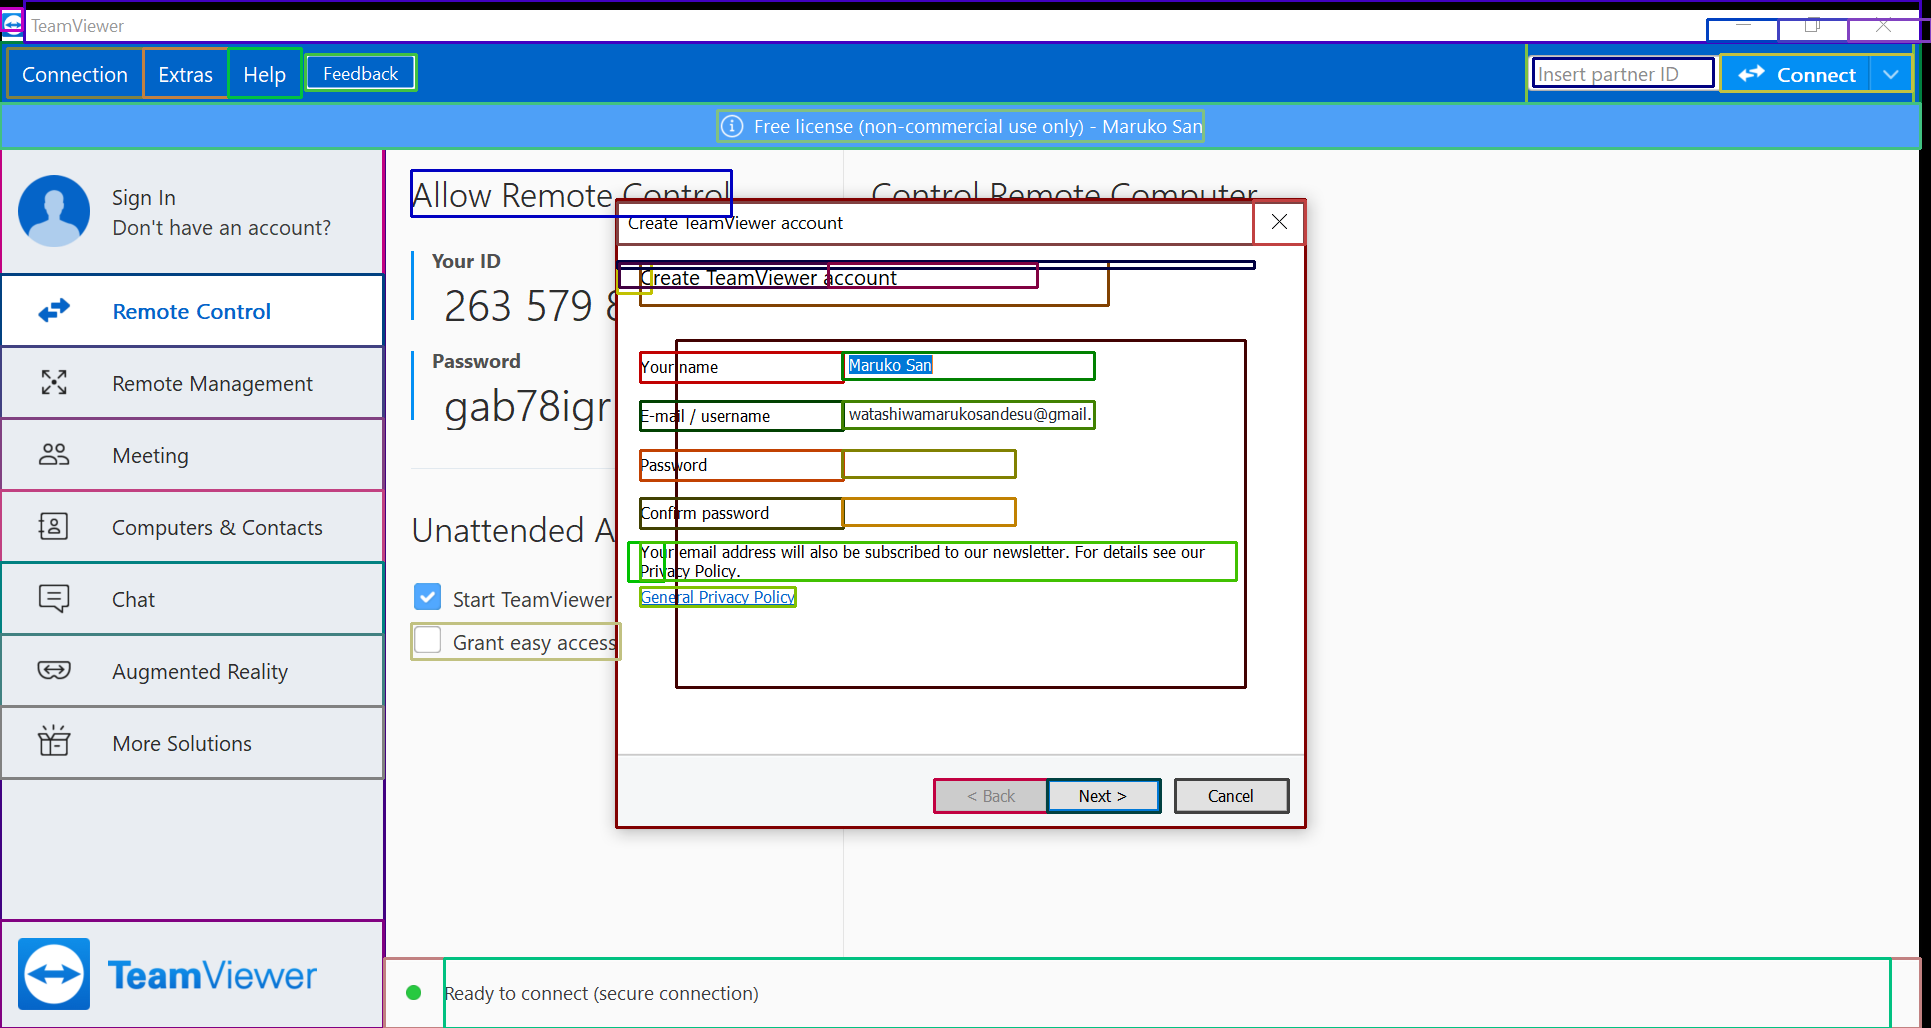 TeamViewer
Connection Extras Help Feedback
Insert partner ID Connect
Free license (non-commercial use only) - Maruko San
Sign In
Don't have an account?
Remote Control
Remote Management
Meeting
Computers & Contacts
Chat
Augmented Reality
More Solutions
TeamViewer
Allow Remote Control
Your ID
263 579
Password
gab78igr
Unattended
Start TeamViewer
Grant easy access
Control Remote Computer
Create TeamViewer account
Create TeamViewer account
Your name Maruko San
E-mail / username watashiwamarukosandesu@gmail.
Password
Confirm password
Your email address will also be subscribed to our newsletter. For details see our
Privacy Policy.
General Privacy Policy
< Back Next > Cancel
Ready to connect (secure connection)